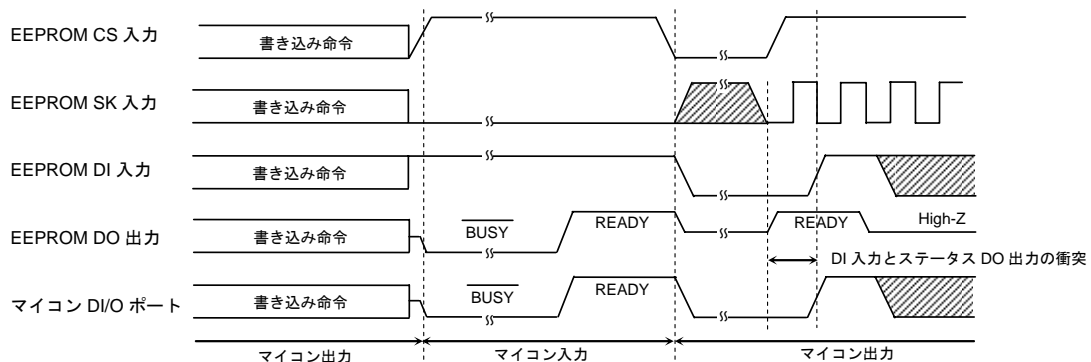 EEPROM CS 入力
書き込み命令
EEPROM SK 入力
書き込み命令
EEPROM DI 入力
書き込み命令
EEPROM DO 出力
書き込み命令
BUSY
READY
READY
High-Z
DI 入力とステータス DO 出力の衝突
マイコン DI/O ポート
書き込み命令
BUSY
READY
マイコン出力
マイコン入力
マイコン出力